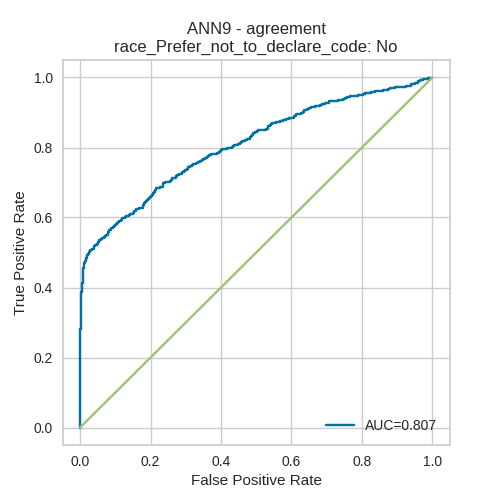 ANN9 - agreement
race_Prefer_not_to_declare_code: No
True Positive Rate
1.0
0.8
0.6
0.4
0.2
0.0
AUC=0.807
0.0 0.2 0.4 0.6 0.8 1.0
False Positive Rate